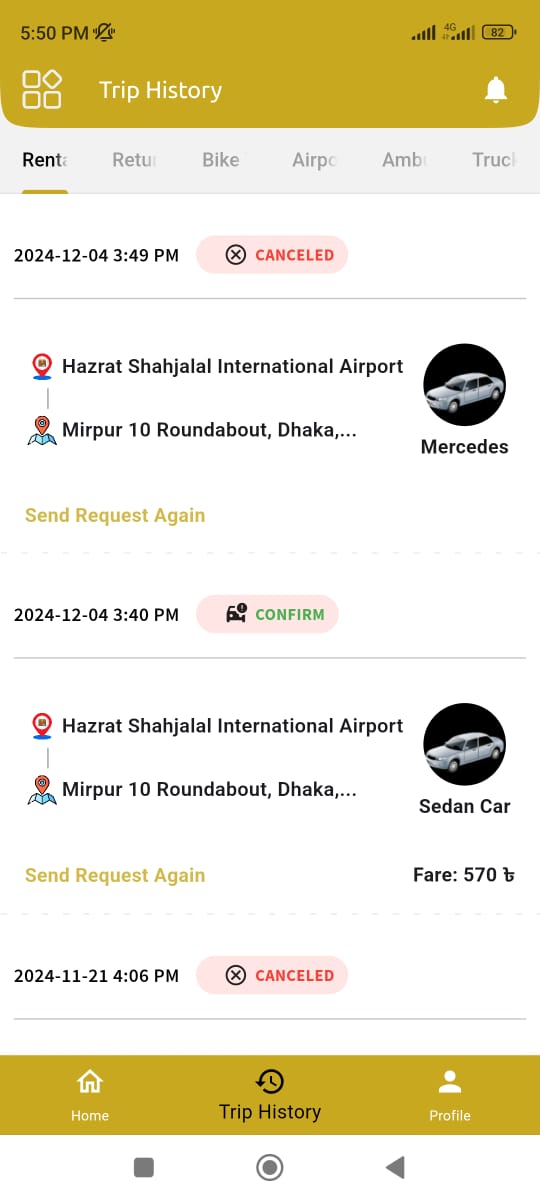 5:50 PM
4G
82
Trip History
Renta
Retur
Bike
Airpo
Ambu
Truck
2024-12-04 3:49 PM CANCELED
Hazrat Shahjalal International Airport
Mirpur 10 Roundabout, Dhaka,...
Mercedes
Send Request Again
2024-12-04 3:40 PM CONFIRM
Hazrat Shahjalal International Airport
Mirpur 10 Roundabout, Dhaka,...
Sedan Car
Send Request Again
Fare: 570 ৳
2024-11-21 4:06 PM CANCELED
Home
Trip History
Profile